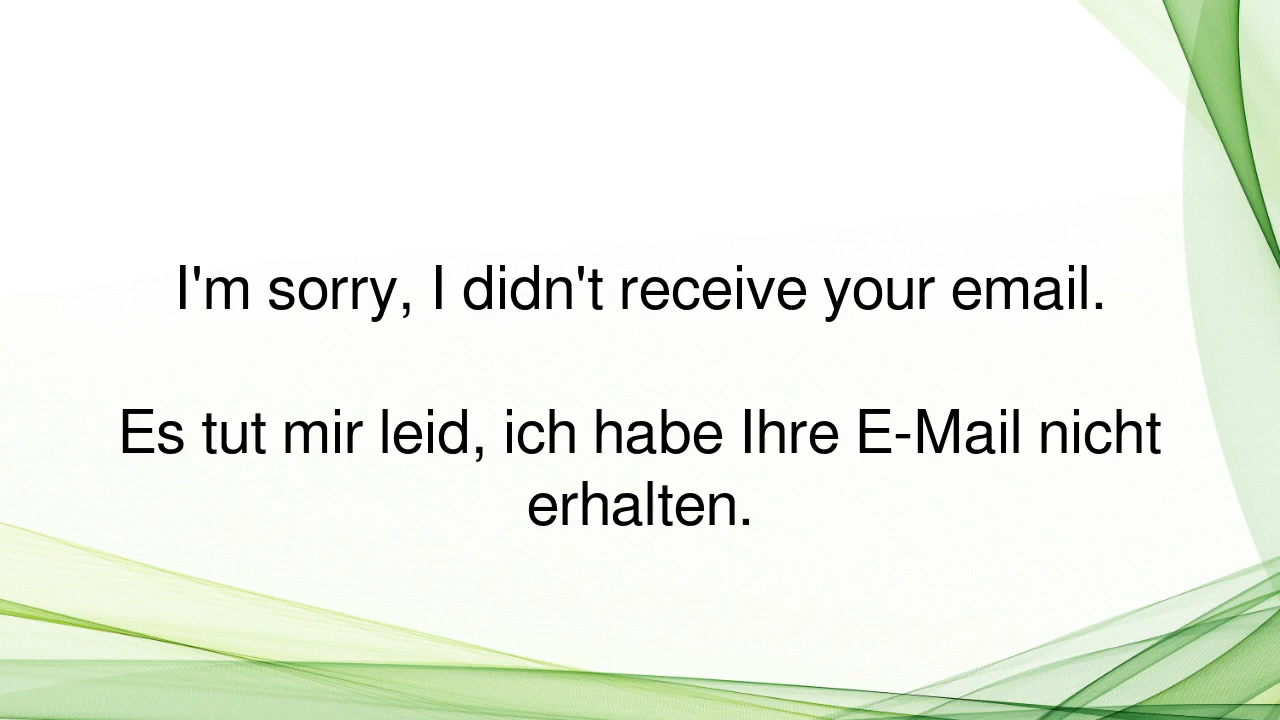 I'm sorry, I didn't receive your email.
Es tut mir leid, ich habe Ihre E-Mail nicht
erhalten.